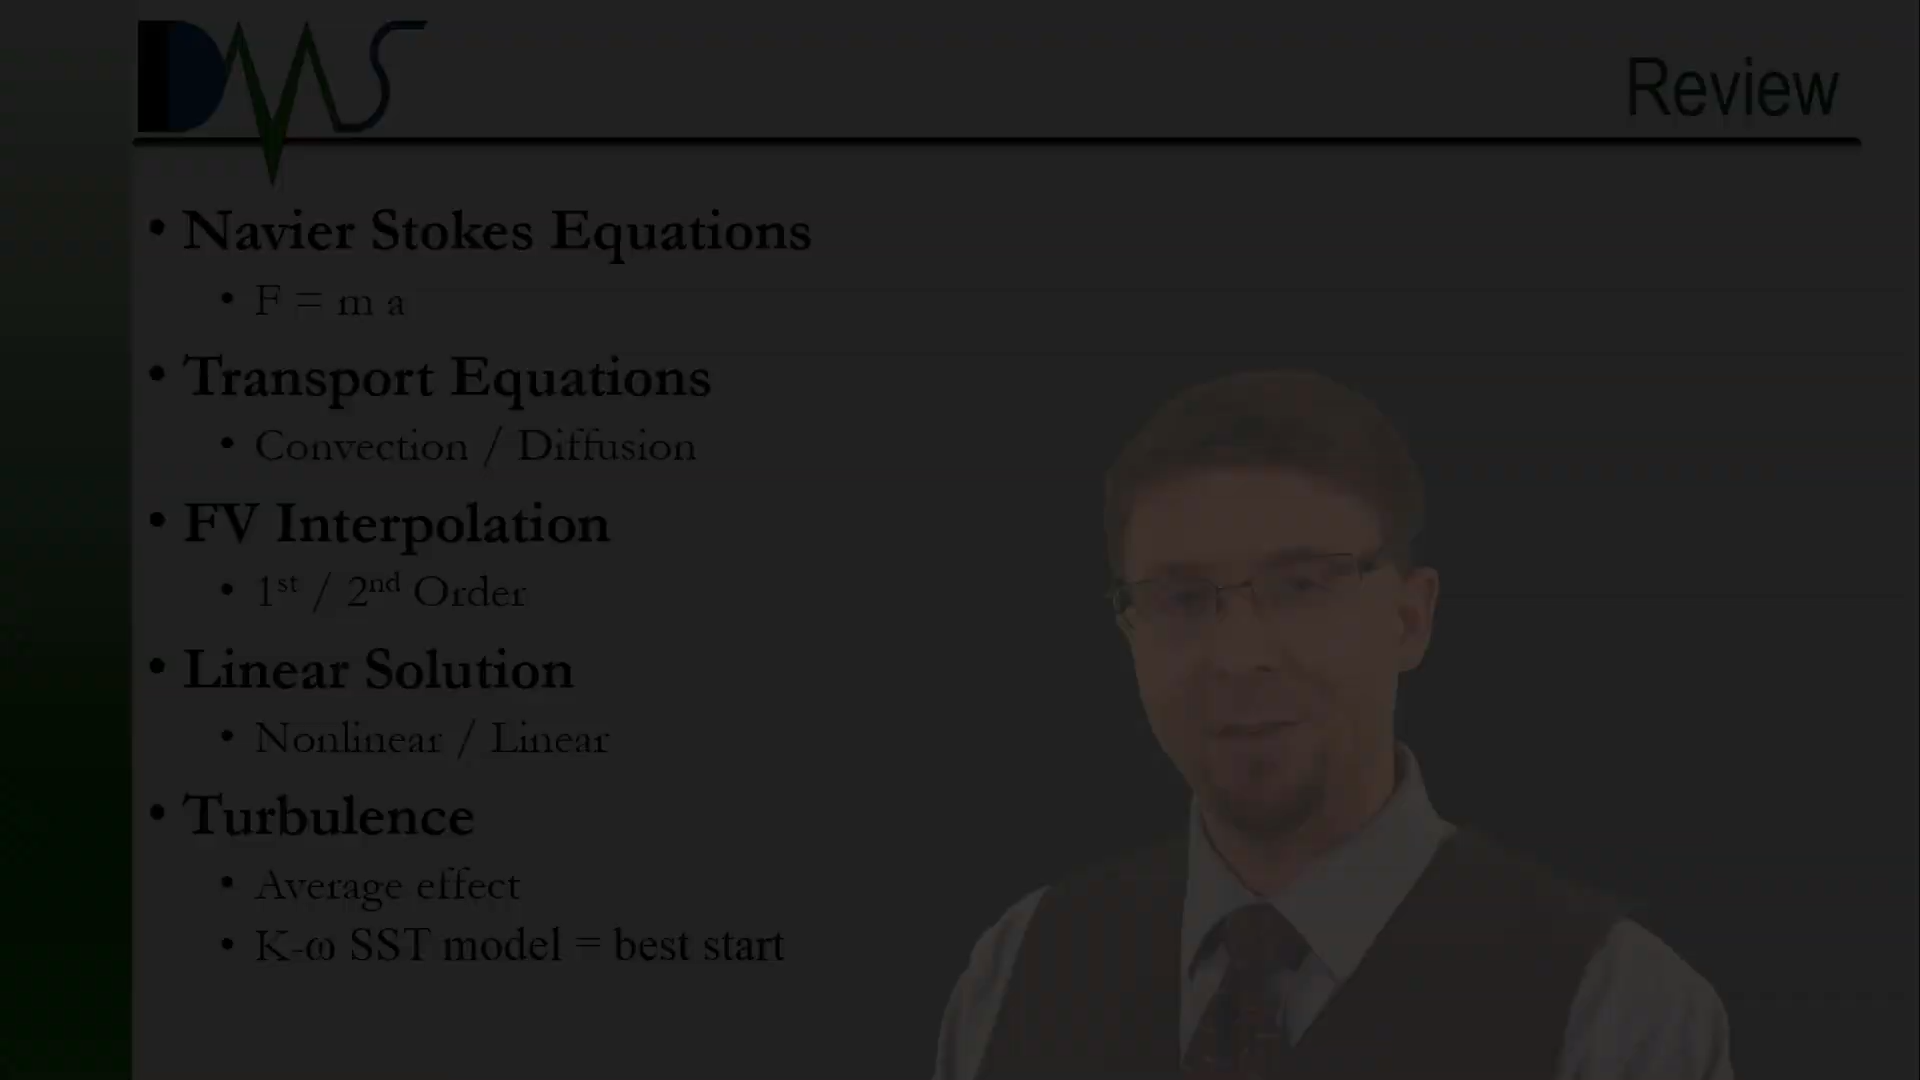 DMS
Review
• Navier Stokes Equations
• F = m a
• Transport Equations
• Convection / Diffusion
• FV Interpolation
• 1st / 2nd Order
• Linear Solution
• Nonlinear / Linear
• Turbulence
• Average effect
• K-ω SST model = best start